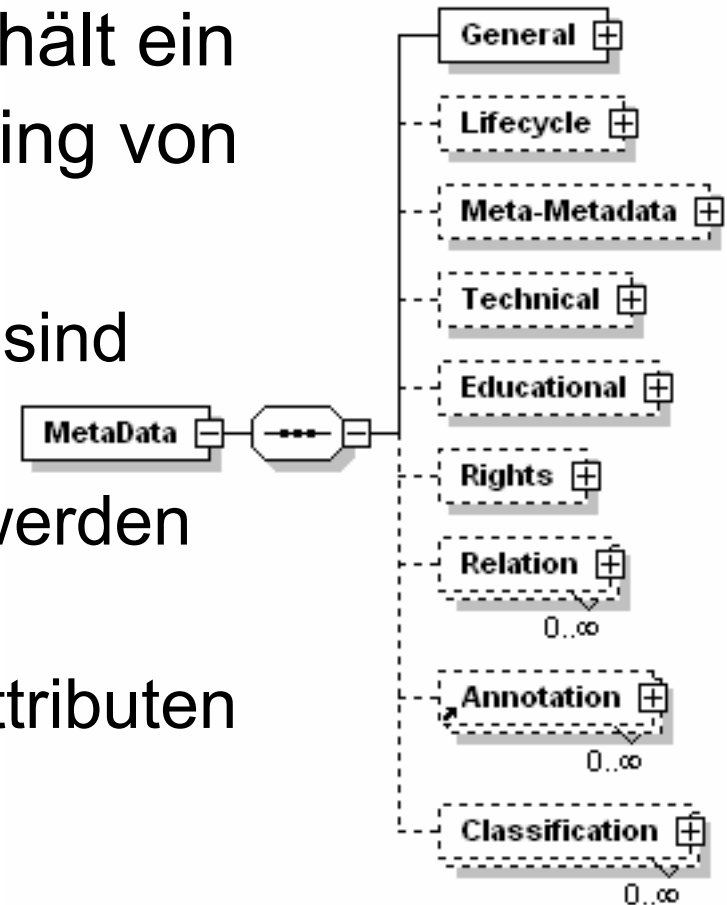 hält ein
ing von
sind
werden
ttributen
MetaData
General
Lifecycle
Meta-Metadata
Technical
Educational
Rights
Relation
0..∞
Annotation
0..∞
Classification
0..∞